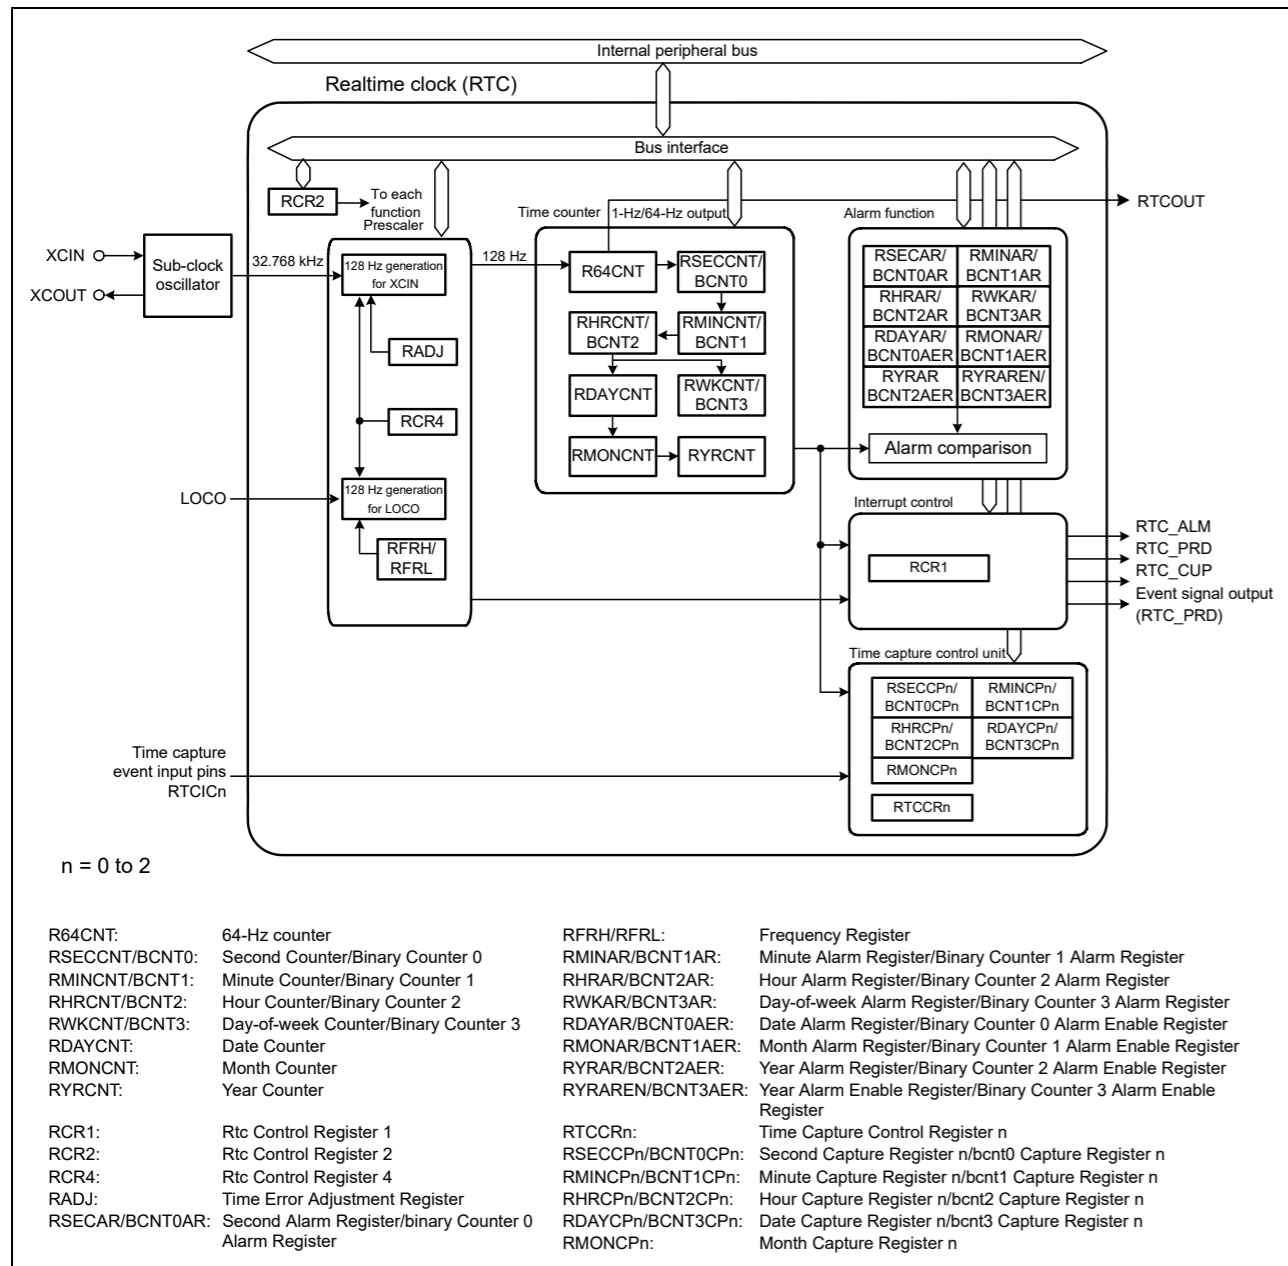 Internal peripheral bus
Realtime clock (RTC)
Bus interface
RCR2
To each
function
Prescaler
Time counter
1-Hz/64-Hz output
Alarm function
RTCOUT
XCIN
XCOUT
Sub-clock
oscillator
32.768 kHz
128 Hz generation
for XCIN
128 Hz
RADJ
RCR4
LOCO
128 Hz generation
for LOCO
RFRH/
RFRL
R64CNT
RSECCNT/
BCNT0
RHRCNT/
BCNT2
RMINCNT/
BCNT1
RDAYCNT
RWKCNT/
BCNT3
RMONCNT
RYRCNT
RSECAR/
BCNT0AR
RMINAR/
BCNT1AR
RHRAR/
BCNT2AR
RWKAR/
BCNT3AR
RDAYAR/
BCNT0AER
RMONAR/
BCNT1AER
RYRAR
BCNT2AER
RYRAREN/
BCNT3AER
Alarm comparison
Interrupt control
RCR1
RTC_ALM
RTC_PRD
RTC_CUP
Event signal output
(RTC_PRD)
Time capture control unit
RSECCPn/
BCNT0CPn
RMINCPn/
BCNT1CPn
RHRCPn/
BCNT2CPn
RDAYCPn/
BCNT3CPn
RMONCPn
RTCCRn
Time capture
event input pins
RTCICn
n = 0 to 2
R64CNT: 64-Hz counter
RSECCNT/BCNT0: Second Counter/Binary Counter 0
RMINCNT/BCNT1: Minute Counter/Binary Counter 1
RHRCNT/BCNT2: Hour Counter/Binary Counter 2
RWKCNT/BCNT3: Day-of-week Counter/Binary Counter 3
RDAYCNT: Date Counter
RMONCNT: Month Counter
RYRCNT: Year Counter
RCR1: Rtc Control Register 1
RCR2: Rtc Control Register 2
RCR4: Rtc Control Register 4
RADJ: Time Error Adjustment Register
RSECAR/BCNT0AR: Second Alarm Register/binary Counter 0
Alarm Register
RFRH/RFRL: Frequency Register
RMINAR/BCNT1AR: Minute Alarm Register/Binary Counter 1 Alarm Register
RHRAR/BCNT2AR: Hour Alarm Register/Binary Counter 2 Alarm Register
RWKAR/BCNT3AR: Day-of-week Alarm Register/Binary Counter 3 Alarm Register
RDAYAR/BCNT0AER: Date Alarm Register/Binary Counter 0 Alarm Enable Register
RMONAR/BCNT1AER: Month Alarm Register/Binary Counter 1 Alarm Enable Register
RYRAR/BCNT2AER: Year Alarm Register/Binary Counter 2 Alarm Enable Register
RYRAREN/BCNT3AER: Year Alarm Enable Register/Binary Counter 3 Alarm Enable
Register
RTCCRn: Time Capture Control Register n
RSECCPn/BCNT0CPn: Second Capture Register n/bcnt0 Capture Register n
RMINCPn/BCNT1CPn: Minute Capture Register n/bcnt1 Capture Register n
RHRCPn/BCNT2CPn: Hour Capture Register n/bcnt2 Capture Register n
RDAYCPn/BCNT3CPn: Date Capture Register n/bcnt3 Capture Register n
RMONCPn: Month Capture Register n